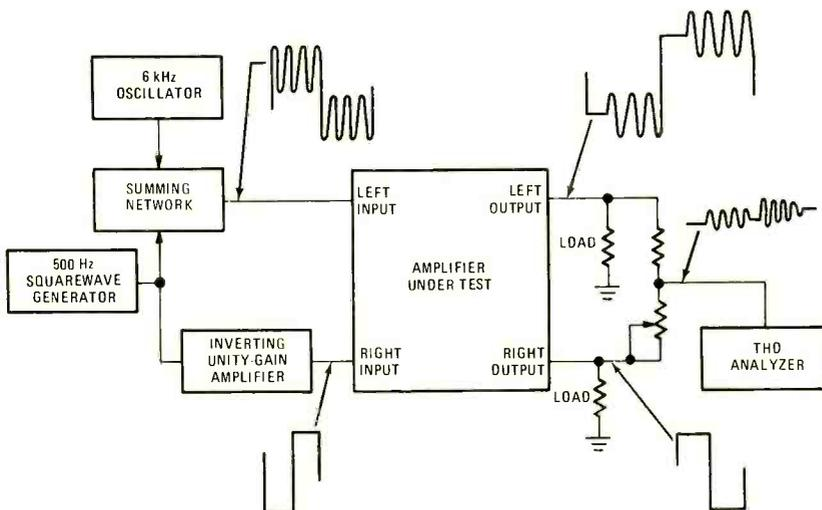 6 kHz
OSCILLATOR
SUMMING
NETWORK
500 Hz
SQUAREWAVE
GENERATOR
INVERTING
UNITY-GAIN
AMPLIFIER
LEFT
INPUT
RIGHT
INPUT
AMPLIFIER
UNDER TEST
LEFT
OUTPUT
RIGHT
OUTPUT
LOAD
LOAD
THD
ANALYZER